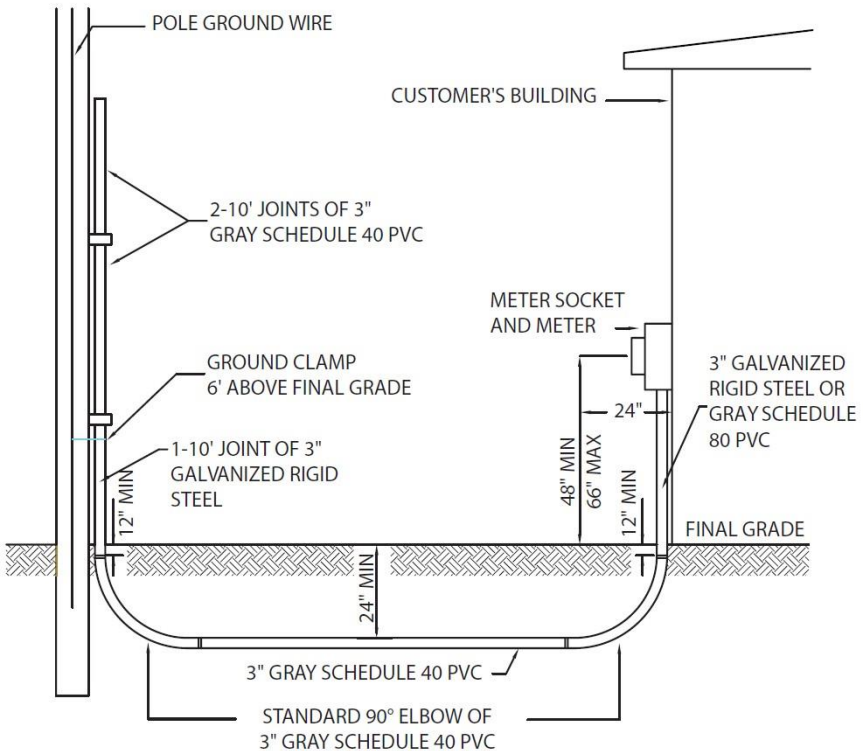 POLE GROUND WIRE
CUSTOMER'S BUILDING
2-10' JOINTS OF 3"
GRAY SCHEDULE 40 PVC
METER SOCKET
AND METER
GROUND CLAMP
6' ABOVE FINAL GRADE
3" GALVANIZED
RIGID STEEL OR
GRAY SCHEDULE
80 PVC
24"
1-10' JOINT OF 3"
GALVANIZED RIGID
STEEL
12" MIN
48" MIN
66" MAX
12" MIN
FINAL GRADE
24" MIN
3" GRAY SCHEDULE 40 PVC
STANDARD 90° ELBOW OF
3" GRAY SCHEDULE 40 PVC